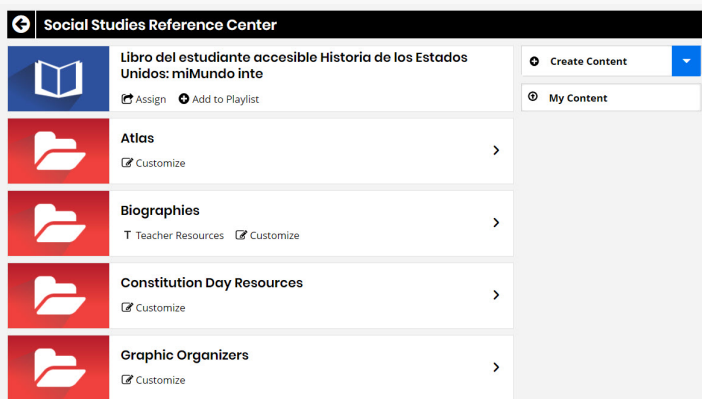 Social Studies Reference Center
Libro del estudiante accesible Historia de los Estados
Unidos: miMundo inte
Assign Add to Playlist
Create Content
My Content
Atlas
Customize
Biographies
T Teacher Resources Customize
Constitution Day Resources
Customize
Graphic Organizers
Customize